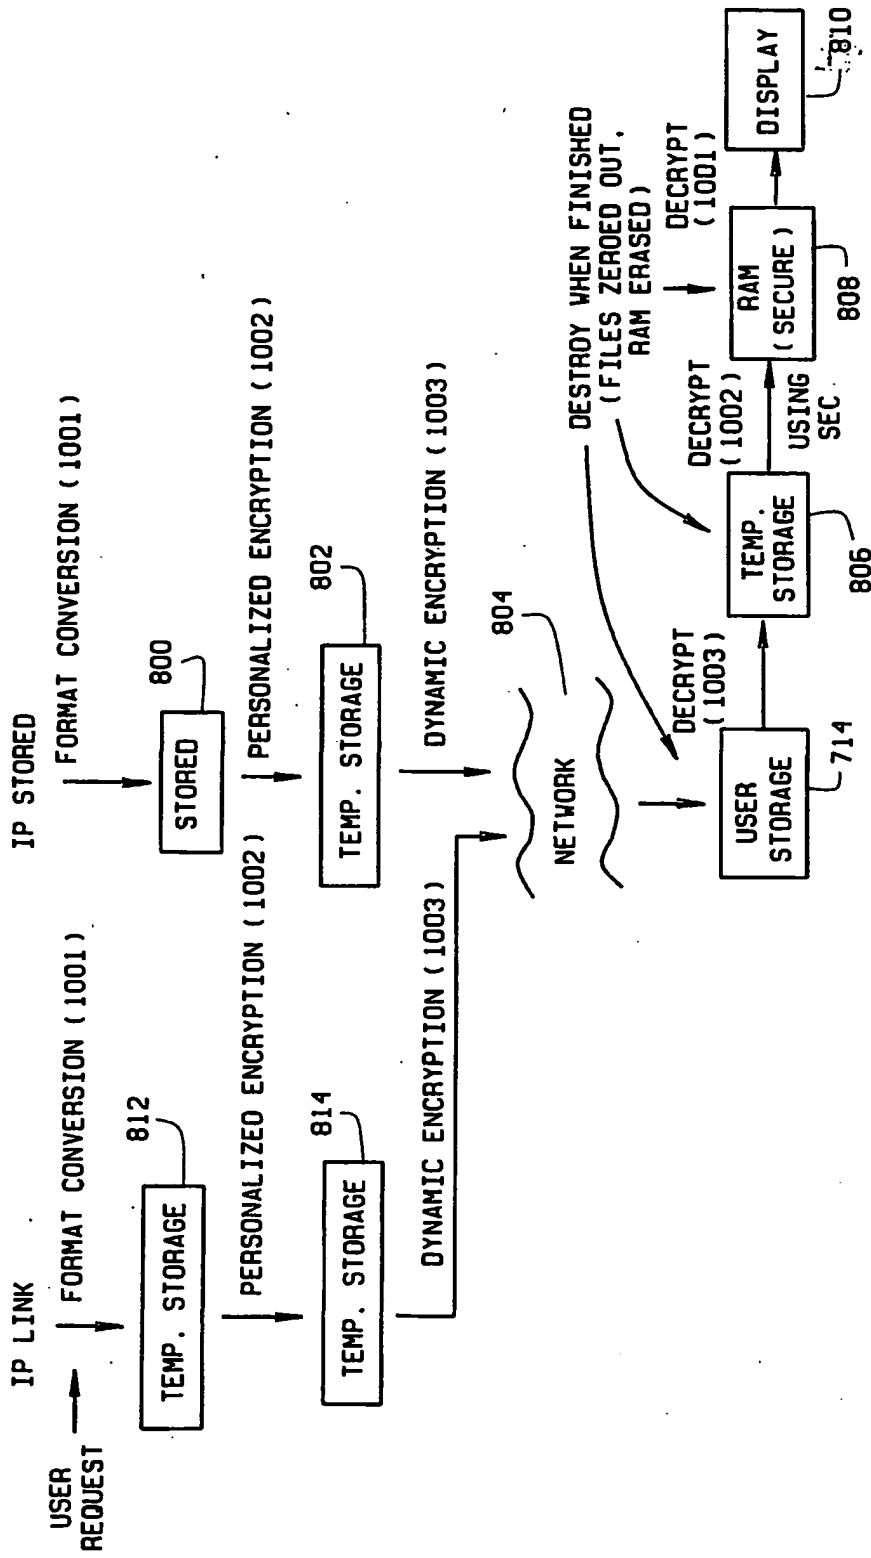 USER
REQUEST
IP LINK
FORMAT CONVERSION (1001)
TEMP. STORAGE
812
PERSONALIZED ENCRYPTION (1002)
TEMP. STORAGE
814
DYNAMIC ENCRYPTION (1003)
IP STORED
FORMAT CONVERSION (1001)
STORED
800
PERSONALIZED ENCRYPTION (1002)
TEMP. STORAGE
802
DYNAMIC ENCRYPTION (1003)
NETWORK
804
DESTROY WHEN FINISHED
(FILES ZEROED OUT,
RAM ERASED)
USER
STORAGE
714
DECRYPT
(1003)
TEMP.
STORAGE
806
DECRYPT
(1002)
USING
SEC
RAM
(SECURE)
808
DECRYPT
(1001)
DISPLAY
810